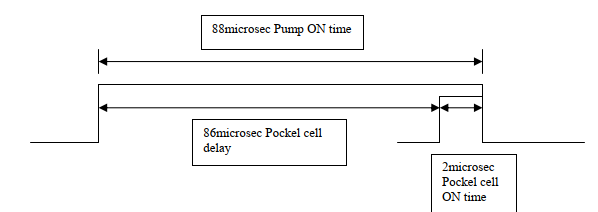 88microsec Pump ON time
86microsec Pockel cell
delay
2microsec
Pockel cell
ON time